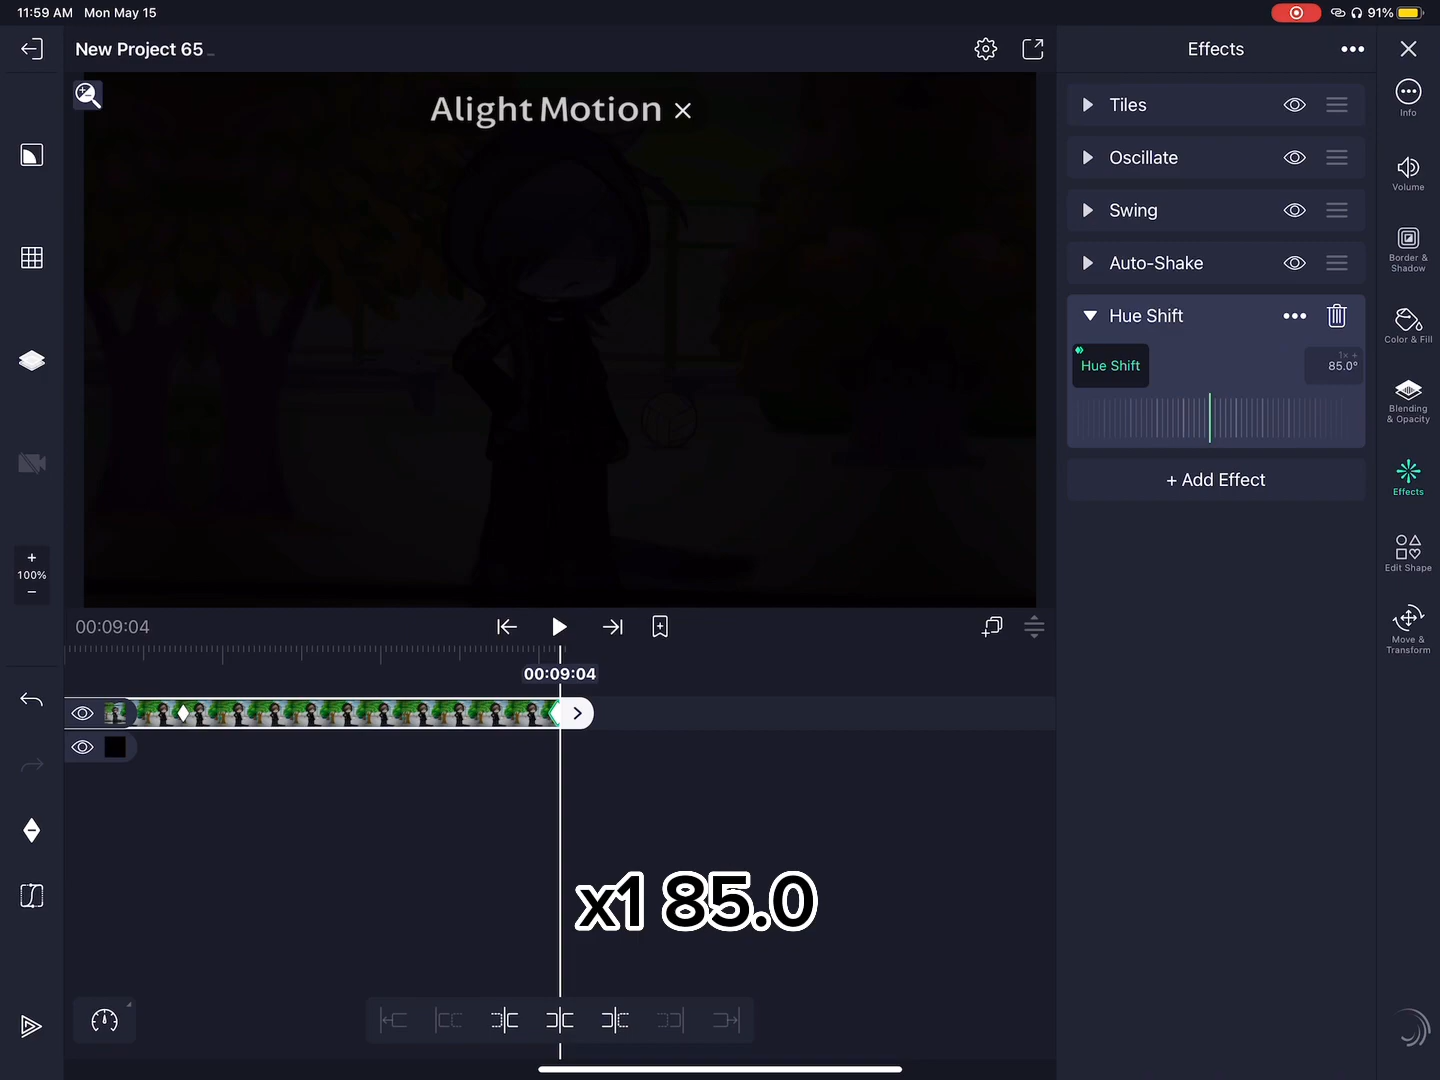 11:59 AM Mon May 15
91%
New Project 65
Effects
Alight Motion ×
Tiles
Oscillate
Swing
Auto-Shake
Hue Shift
Hue Shift
1× +
85.0°
+ Add Effect
Info
Volume
Border &
Shadow
Color & Fill
Blending
& Opacity
Effects
Edit Shape
Move &
Transform
+
100%
−
00:09:04
00:09:04
x1 85.0